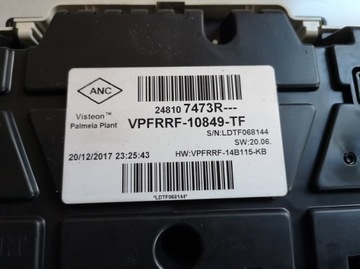 ANC
24810 7473R---
Visteon™
Palmela Plant
VPFRRF-10849-TF
S/N:LDTF068144
SW:20.06.
20/12/2017 23:25:43
HW:VPFRRF-14B115-KB
*LDTF068144*